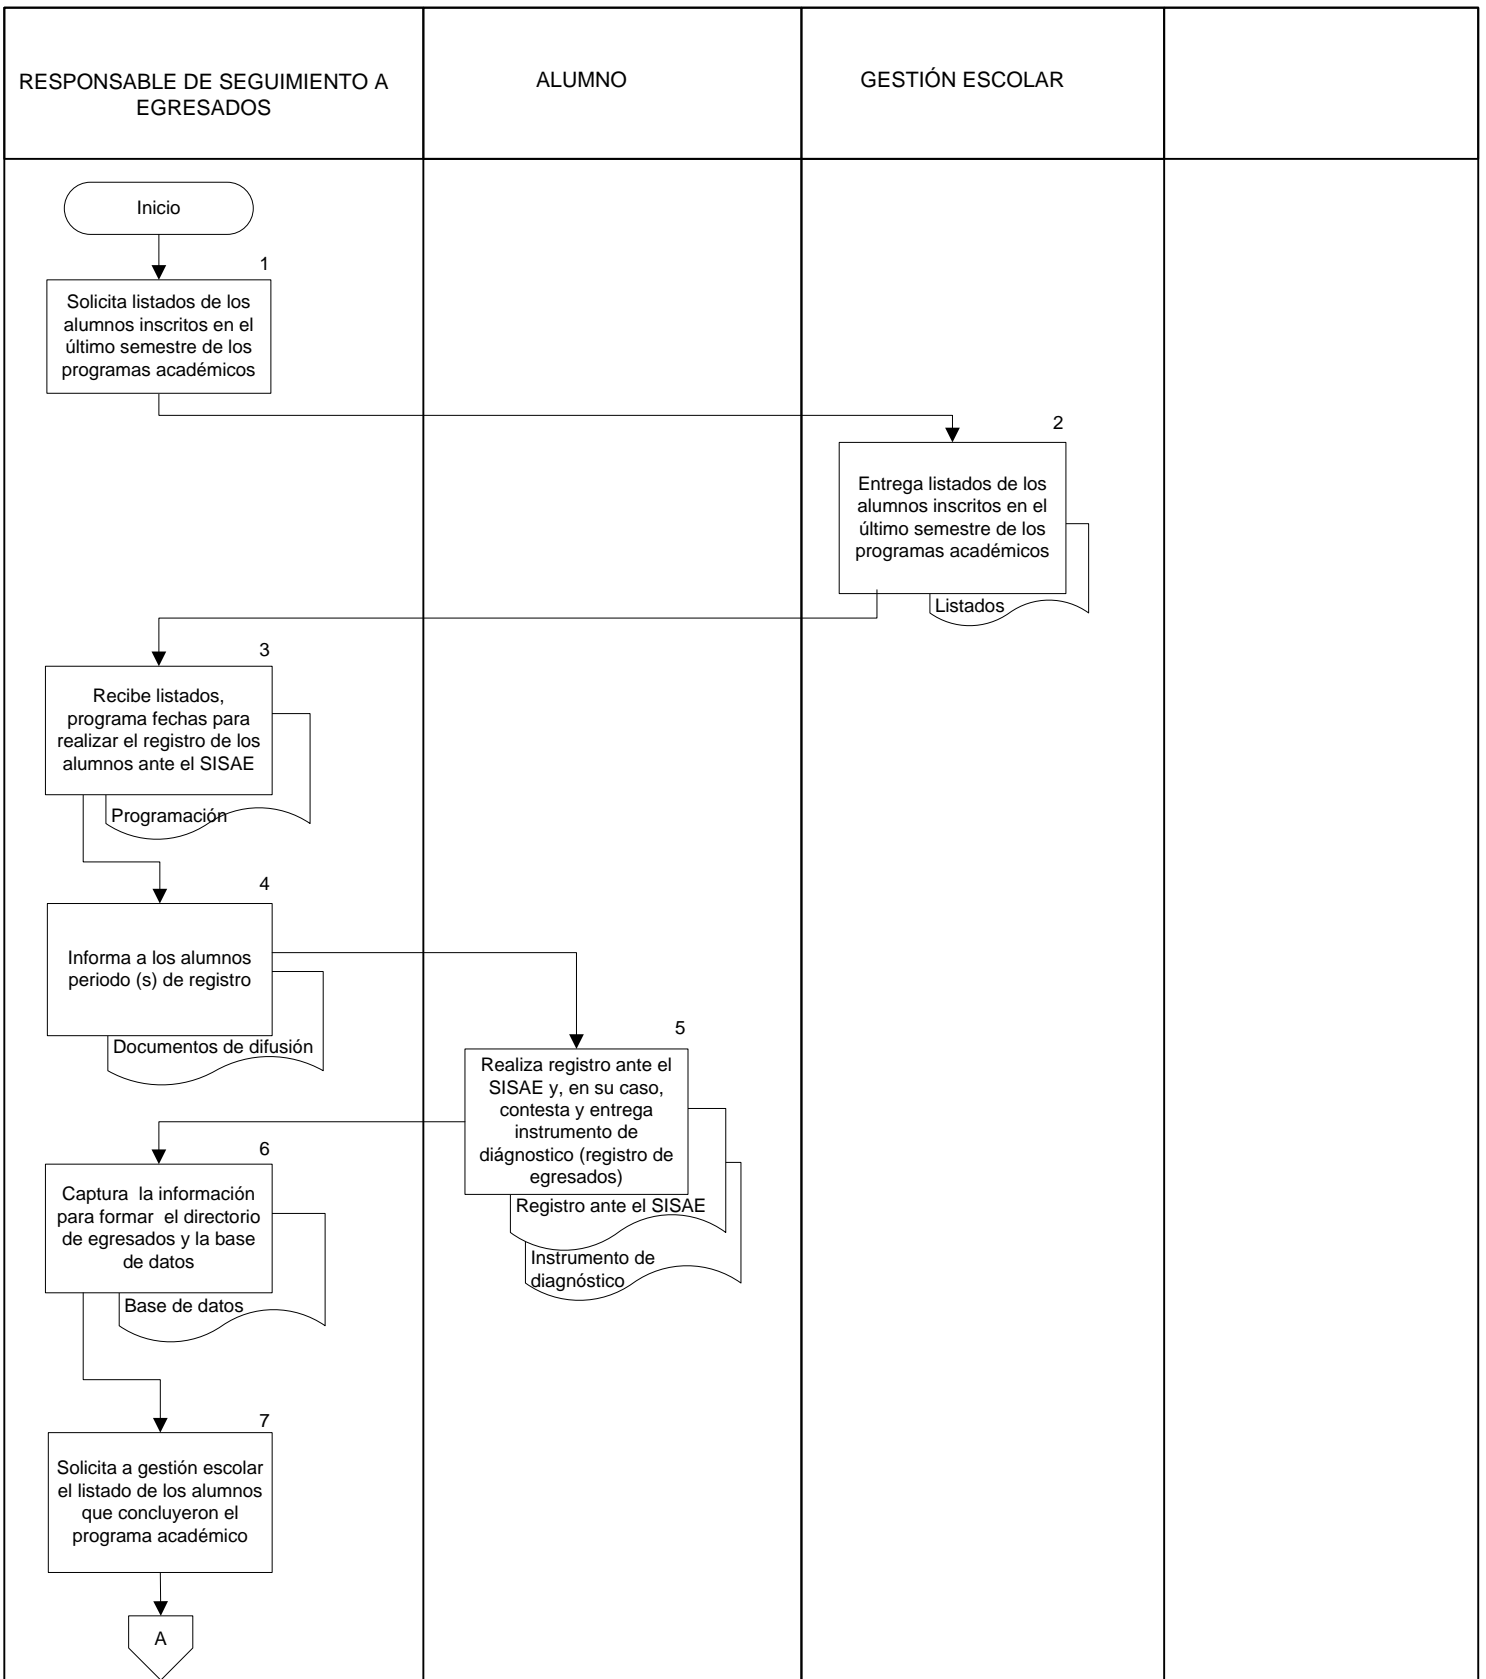 RESPONSABLE DE SEGUIMIENTO A
EGRESADOS
ALUMNO
GESTIÓN ESCOLAR
Inicio
1
Solicita listados de los
alumnos inscritos en el
último semestre de los
programas académicos
2
Entrega listados de los
alumnos inscritos en el
último semestre de los
programas académicos
Listados
3
Recibe listados,
programa fechas para
realizar el registro de los
alumnos ante el SISAE
Programación
4
Informa a los alumnos
periodo (s) de registro
Documentos de difusión
5
Realiza registro ante el
SISAE y, en su caso,
contesta y entrega
instrumento de
diágnostico (registro de
egresados)
Registro ante el SISAE
Instrumento de
diagnóstico
6
Captura la información
para formar el directorio
de egresados y la base
de datos
Base de datos
7
Solicita a gestión escolar
el listado de los alumnos
que concluyeron el
programa académico
A